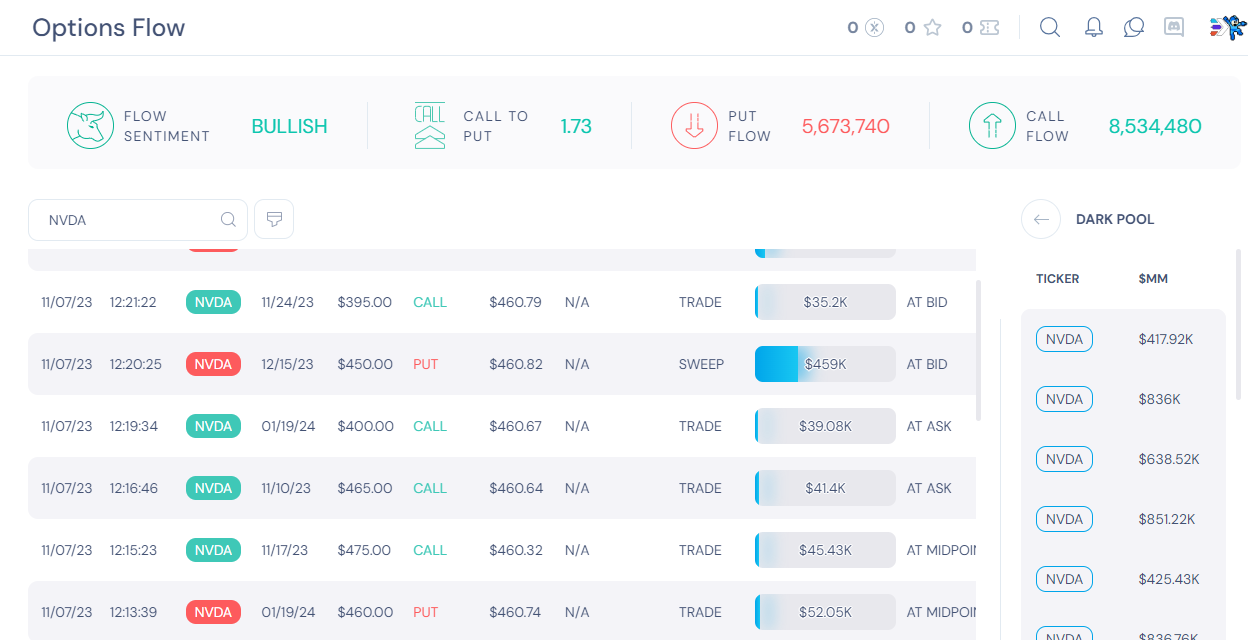 Options Flow
0 0 0
FLOW SENTIMENT BULLISH
CALL
CALL TO PUT 1.73
PUT FLOW 5,673,740
CALL FLOW 8,534,480
NVDA
DARK POOL
TICKER $MM
11/07/23 12:21:22 NVDA 11/24/23 $395.00 CALL $460.79 N/A TRADE $35.2K AT BID
11/07/23 12:20:25 NVDA 12/15/23 $450.00 PUT $460.82 N/A SWEEP $459K AT BID
11/07/23 12:19:34 NVDA 01/19/24 $400.00 CALL $460.67 N/A TRADE $39.08K AT ASK
11/07/23 12:16:46 NVDA 11/10/23 $465.00 CALL $460.64 N/A TRADE $41.4K AT ASK
11/07/23 12:15:23 NVDA 11/17/23 $475.00 CALL $460.32 N/A TRADE $45.43K AT MIDPOIN
11/07/23 12:13:39 NVDA 01/19/24 $460.00 PUT $460.74 N/A TRADE $52.05K AT MIDPOIN
NVDA $417.92K
NVDA $836K
NVDA $638.52K
NVDA $851.22K
NVDA $425.43K
NVDA $836.76K